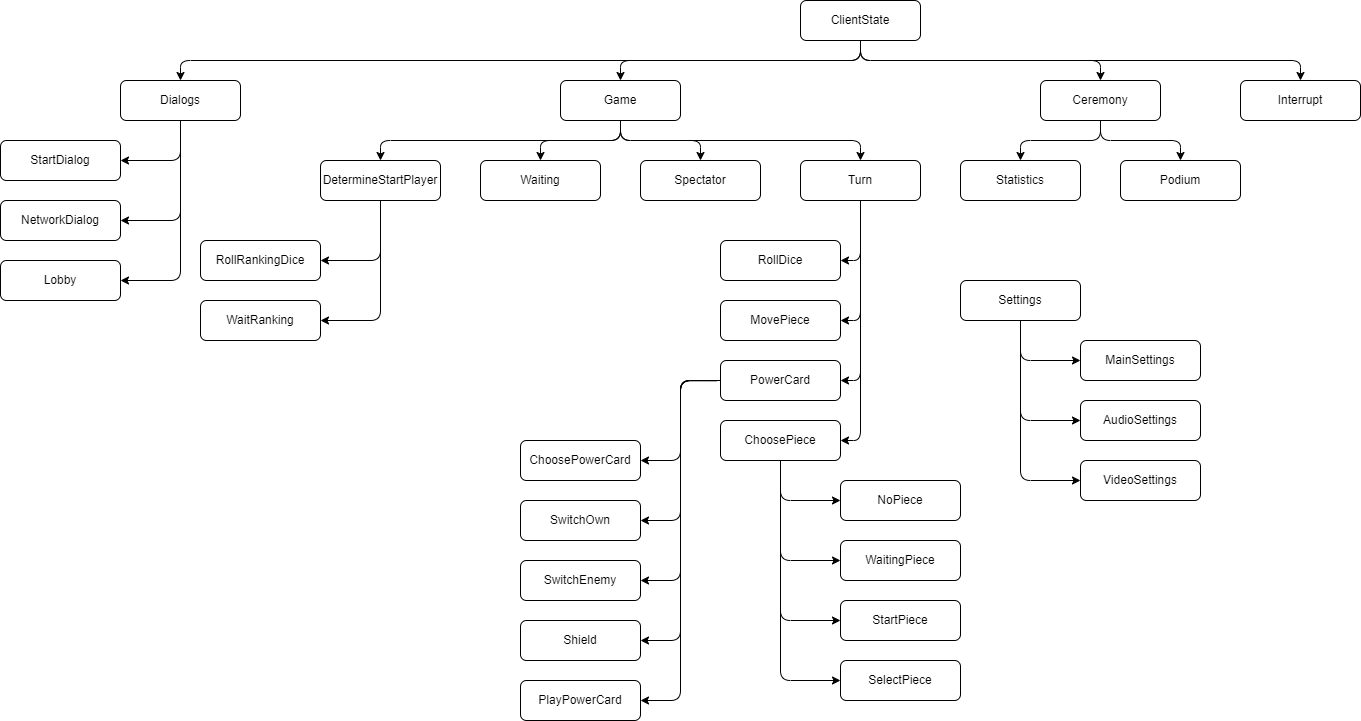 ClientState
Dialogs
Game
Ceremony
Interrupt
StartDialog
DetermineStartPlayer
Waiting
Spectator
Turn
Statistics
Podium
NetworkDialog
RollRankingDice
RollDice
Lobby
Settings
WaitRanking
MovePiece
MainSettings
PowerCard
AudioSettings
ChoosePiece
ChoosePowerCard
VideoSettings
NoPiece
SwitchOwn
WaitingPiece
SwitchEnemy
StartPiece
Shield
SelectPiece
PlayPowerCard